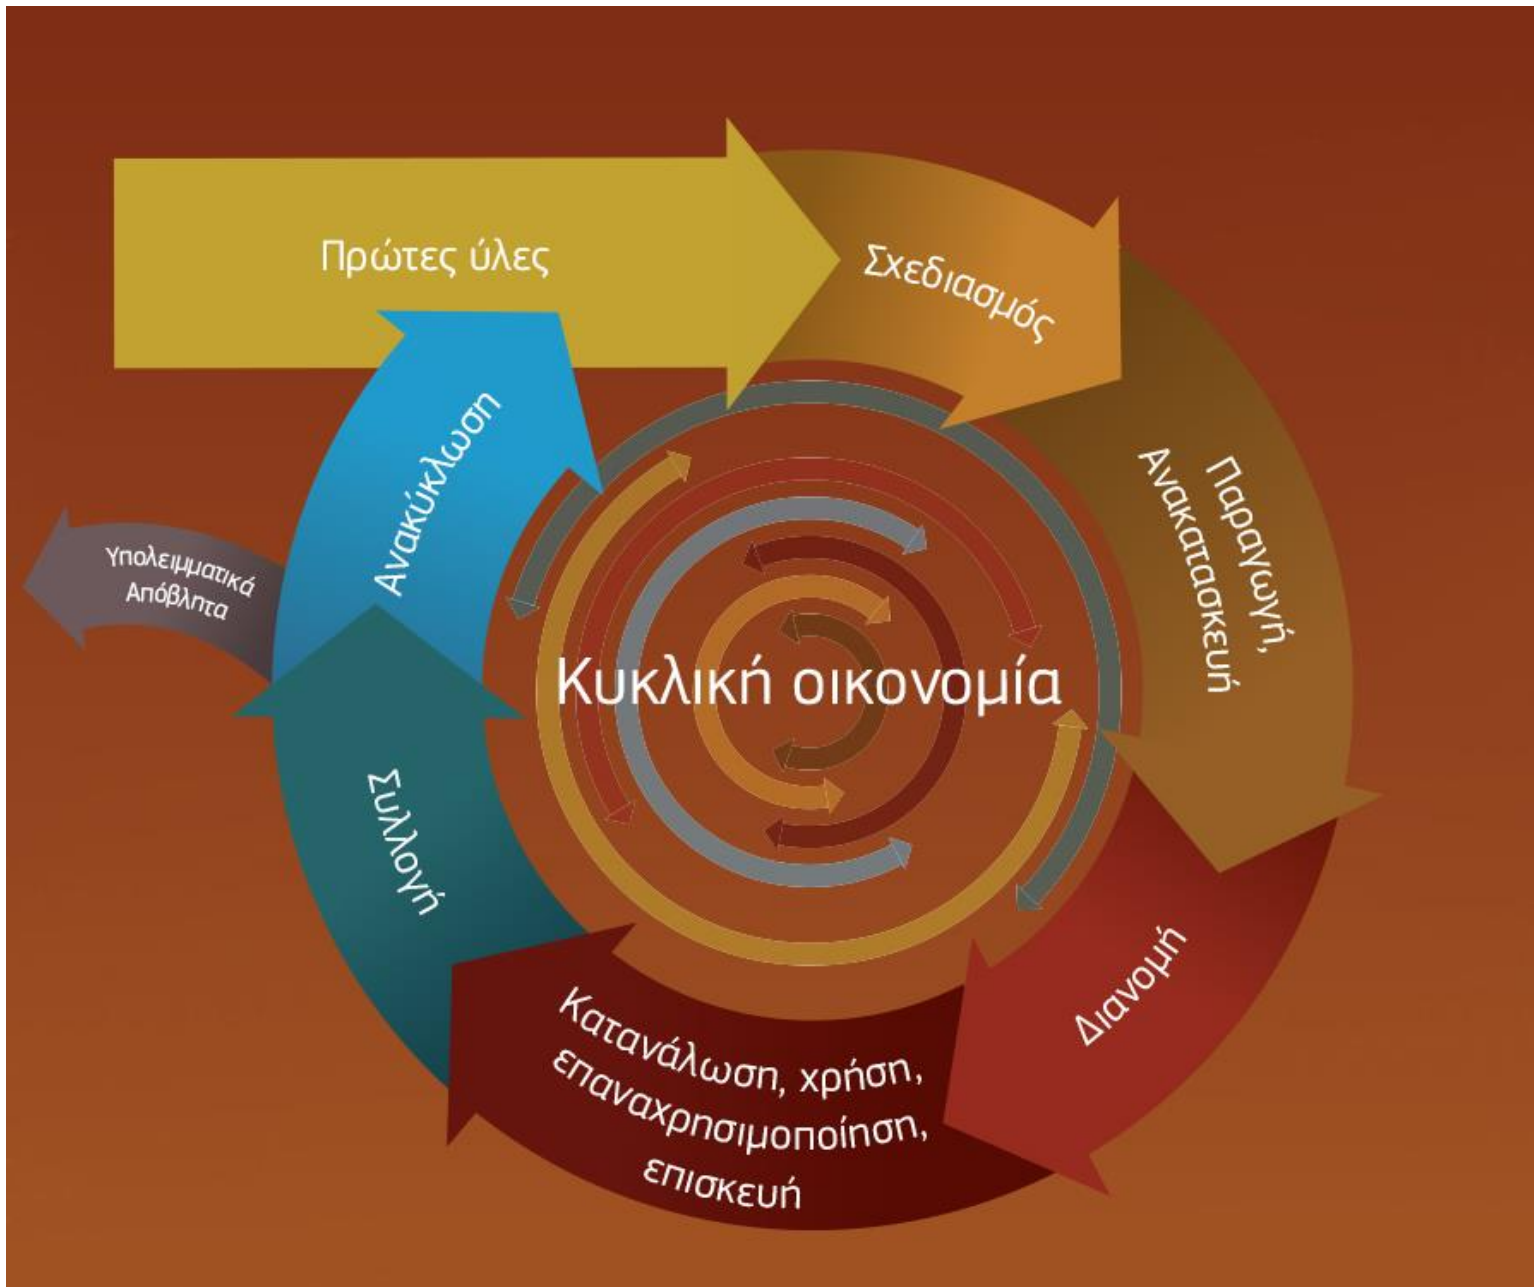 Πρώτες ύλες
Σχεδιασμός
Παραγωγή,
Ανακατασκευή
Διανομή
Κατανάλωση, χρήση,
επαναχρησιμοποίηση,
επισκευή
Συλλογή
Ανακύκλωση
Υπολειμματικά
Απόβλητα
Κυκλική οικονομία